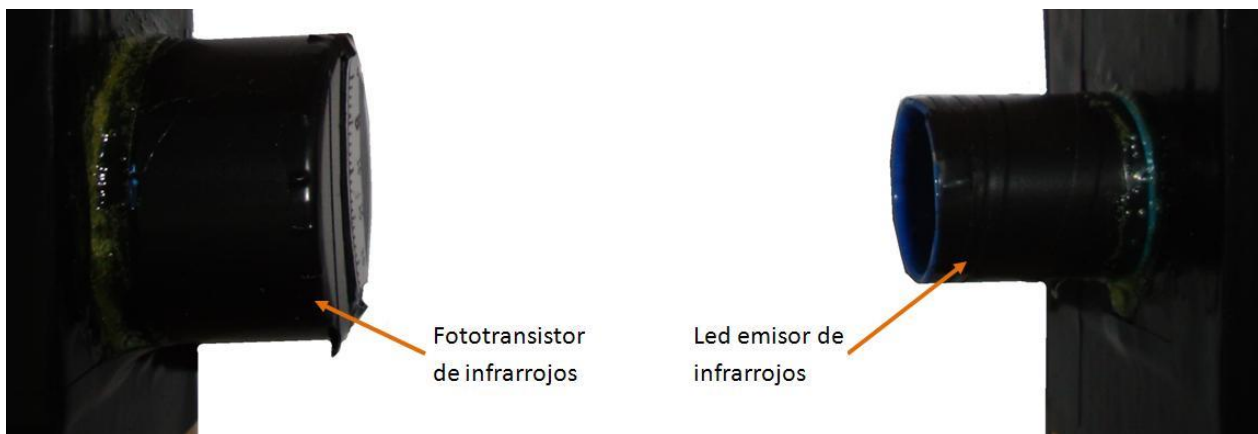 Fototransistor
de infrarrojos
Led emisor de
infrarrojos